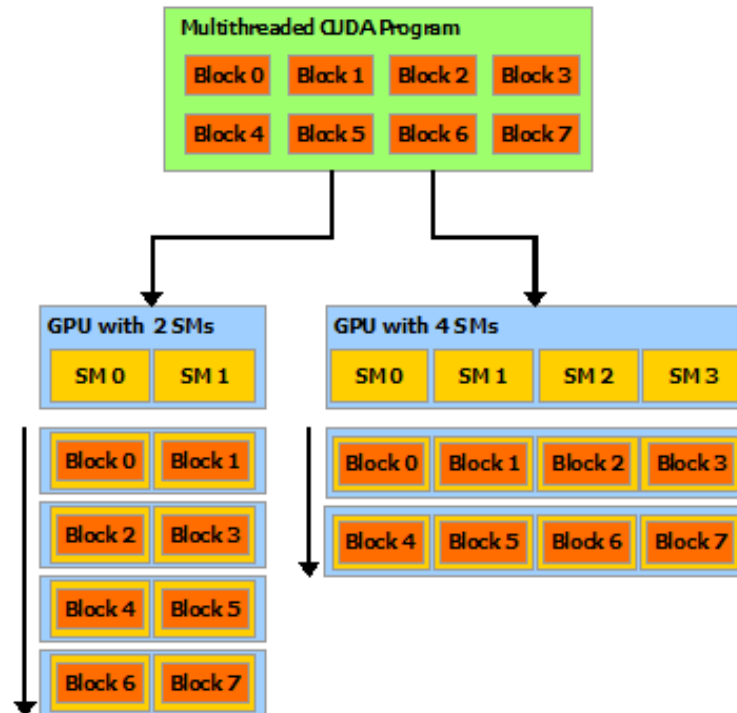 Multithreaded CUDA Program
Block 0 Block 1 Block 2 Block 3
Block 4 Block 5 Block 6 Block 7
GPU with 2 SMs
SM 0 SM 1
Block 0 Block 1
Block 2 Block 3
Block 4 Block 5
Block 6 Block 7
GPU with 4 SMs
SM 0 SM 1 SM 2 SM 3
Block 0 Block 1 Block 2 Block 3
Block 4 Block 5 Block 6 Block 7